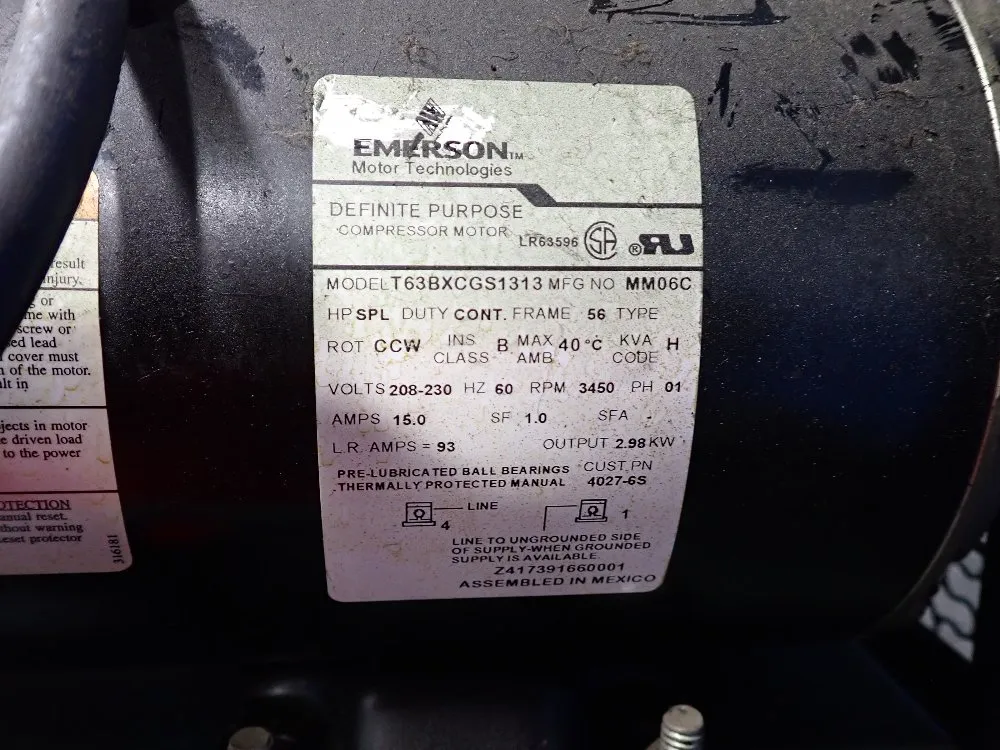 EMERSON TM
Motor Technologies
DEFINITE PURPOSE
COMPRESSOR MOTOR LR63596 SA ® RU
MODEL T63BXCGS1313 MFG NO MM06C
HP SPL DUTY CONT. FRAME 56 TYPE
ROT CCW INS CLASS B MAX AMB 40°C KVA CODE H
VOLTS 208-230 HZ 60 RPM 3450 PH 01
AMPS 15.0 SF 1.0 SFA -
L.R. AMPS = 93 OUTPUT 2.98 KW
PRE-LUBRICATED BALL BEARINGS CUST. PN
THERMALLY PROTECTED MANUAL 4027-6S
LINE
4 1
LINE TO UNGROUNDED SIDE
OF SUPPLY-WHEN GROUNDED
SUPPLY IS AVAILABLE.
Z417391660001
ASSEMBLED IN MEXICO
result
injury.
or
me with
screw or
lead
cover must
of the motor.
in
jects in motor
driven load
to the power
anual reset.
thout warning
eset protector
316181